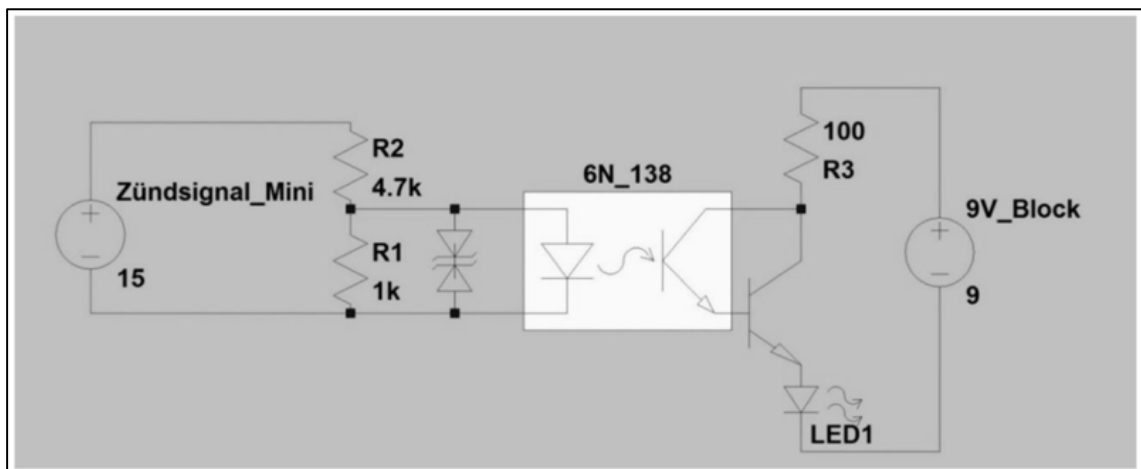 Zündsignal_Mini
15
R2
4.7k
R1
1k
6N_138
100
R3
9V_Block
9
LED1